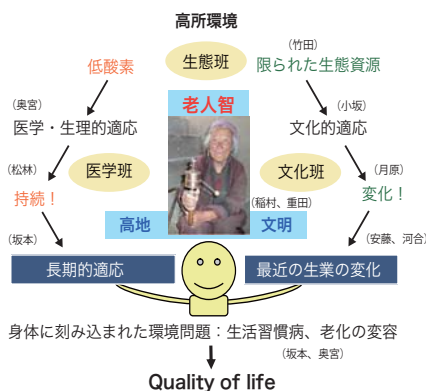 高所環境
(竹田)
生態班
低酸素
限られた生態資源
老人智
(奥宮)
(小坂)
医学・生理的適応
文化的適応
(松林)
医学班
文化班
(月原)
持続！
変化！
(稲村、重田)
高地
文明
(坂本)
(安藤、河合)
長期的適応
最近の生業の変化
身体に刻み込まれた環境問題：生活習慣病、老化の変容
(坂本、奥宮)
Quality of life